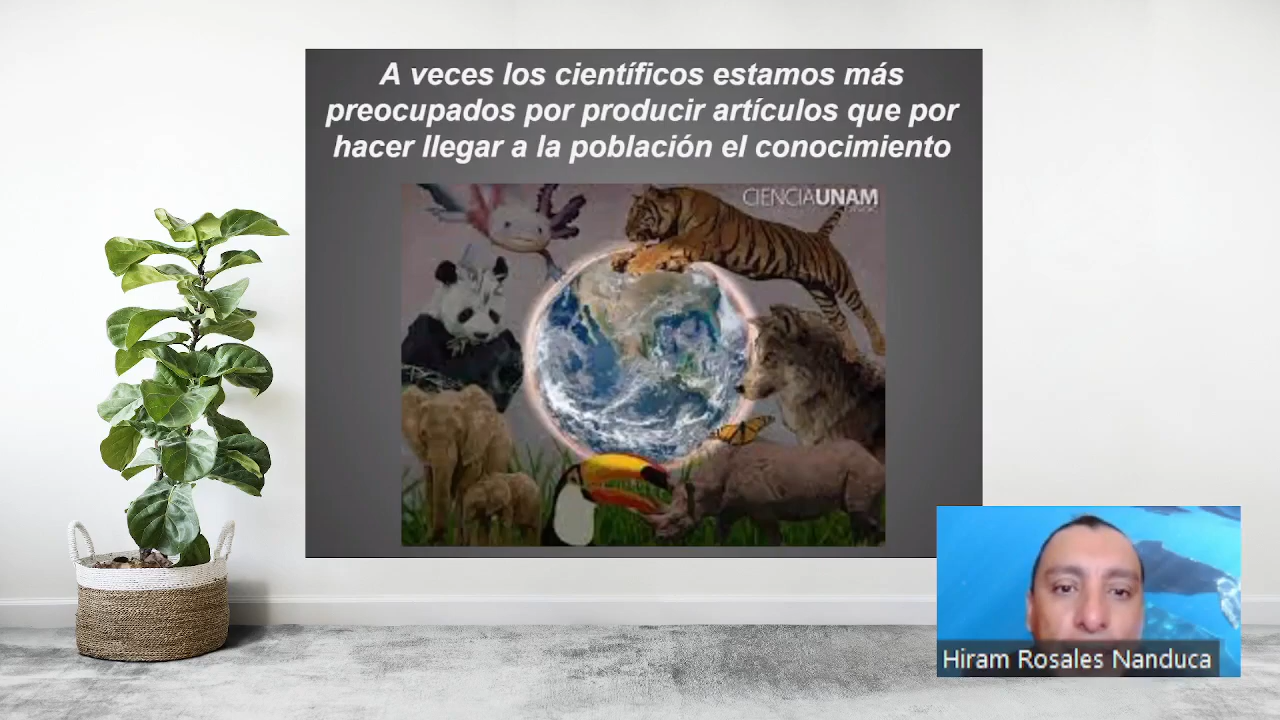 A veces los científicos estamos más
preocupados por producir artículos que por
hacer llegar a la población el conocimiento
CIENCIAUNAM
Hiram Rosales Nanduca